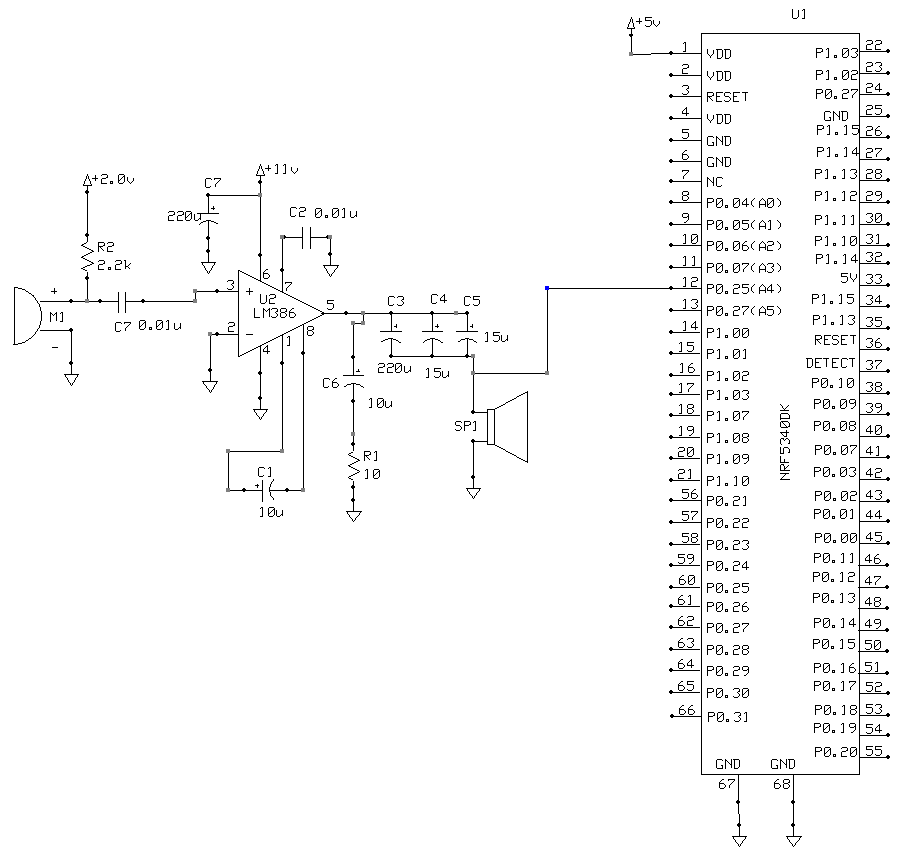 U1
+5v
1 VDD P1.03 22
2 VDD P1.02 23
3 RESET P0.27 24
4 VDD GND 25
5 GND P1.15 26
6 GND P1.14 27
7 NC P1.13 28
8 P0.04(A0) P1.12 29
9 P0.05(A1) P1.11 30
10 P0.06(A2) P1.10 31
11 P0.07(A3) P1.14 32
12 P0.25(A4) 5V 33
13 P0.27(A5) P1.15 34
14 P1.00 P1.13 35
15 P1.01 RESET 36
16 P1.02 DETECT 37
17 P1.03 P0.10 38
18 P1.07 P0.09 39
19 P1.08 P0.08 40
20 P1.09 P0.07 41
21 P1.10 P0.03 42
56 P0.21 P0.02 43
57 P0.22 P0.01 44
58 P0.23 P0.00 45
59 P0.24 P0.11 46
60 P0.25 P0.12 47
61 P0.26 P0.13 48
62 P0.27 P0.14 49
63 P0.28 P0.15 50
64 P0.29 P0.16 51
65 P0.30 P0.17 52
66 P0.31 P0.18 53
P0.19 54
P0.20 55
GND GND
67 68
NRF5340DK
+2.0v
R2
2.2k
+
M1
-
C7 0.01u
C7
220u
+
+11v
C2 0.01u
3 + 6 7
U2
LM386
5
2 -
4 1 8
C3 C4 C5
+ + +
220u 15u 15u
C6
+
10u
R1
10
C1
+
10u
SP1